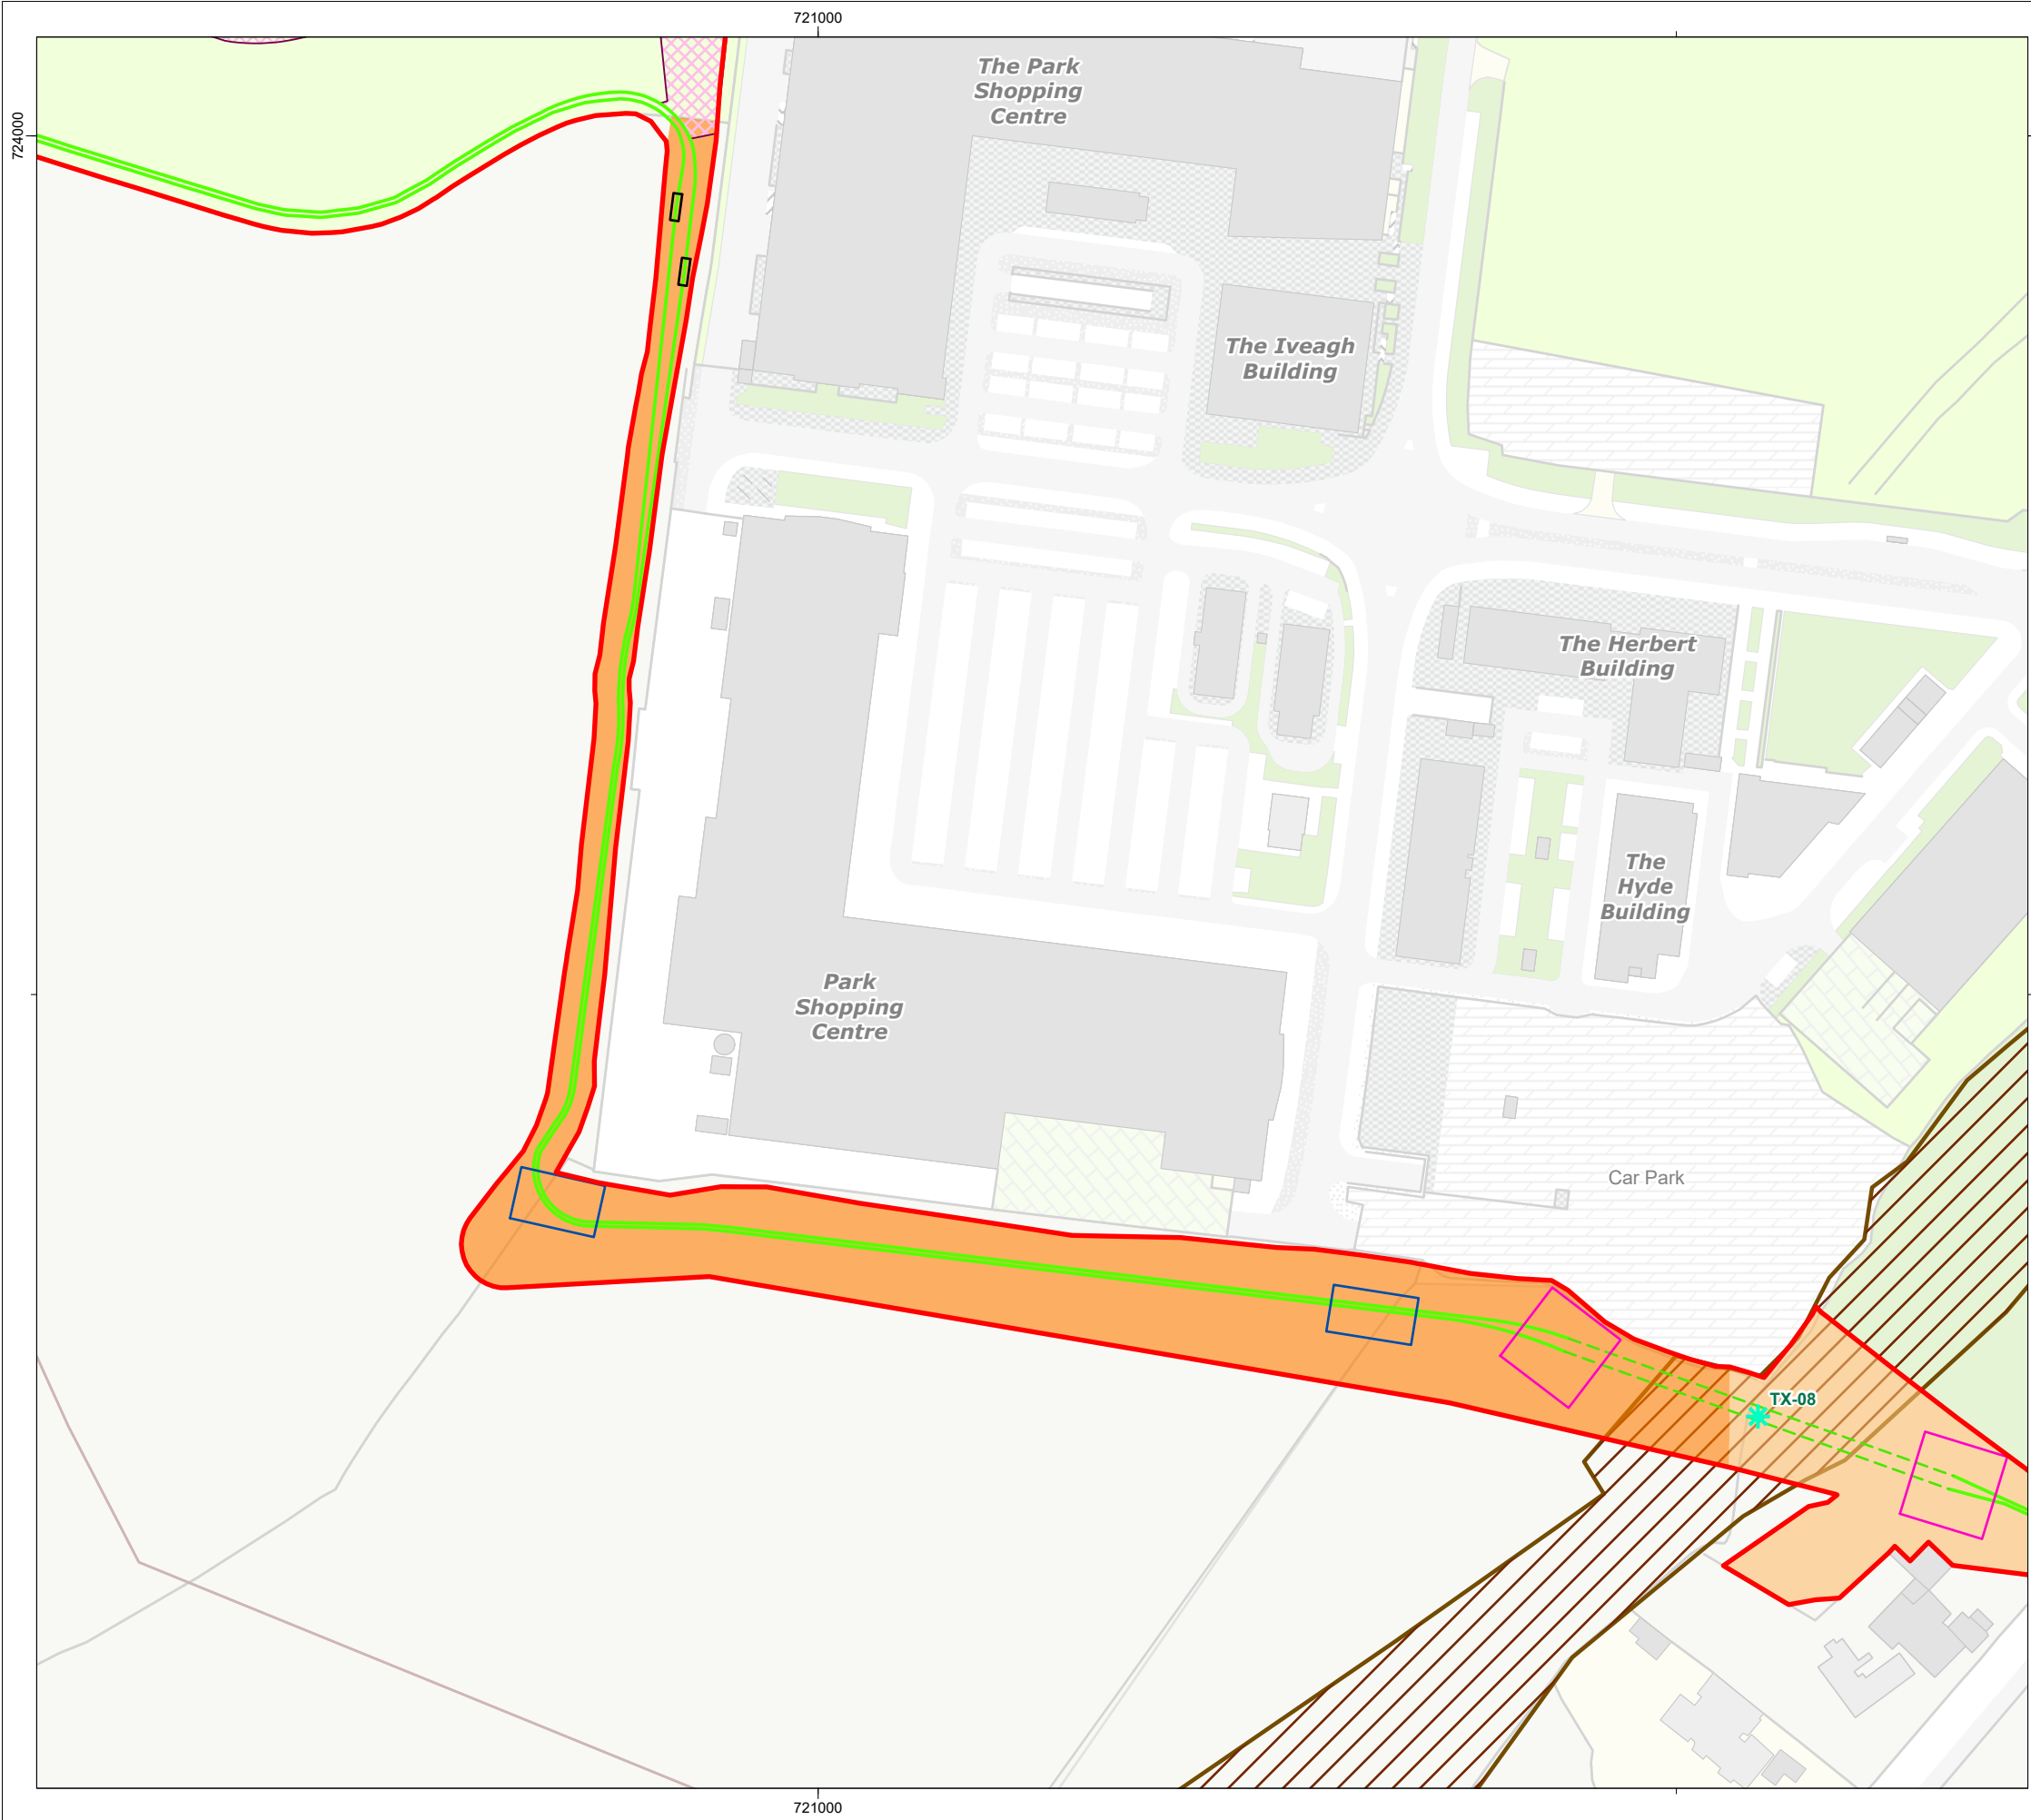 721000
724000
The Park
Shopping
Centre
The Iveagh
Building
The Herbert
Building
The
Hyde
Building
Park
Shopping
Centre
Car Park
TX-08
721000